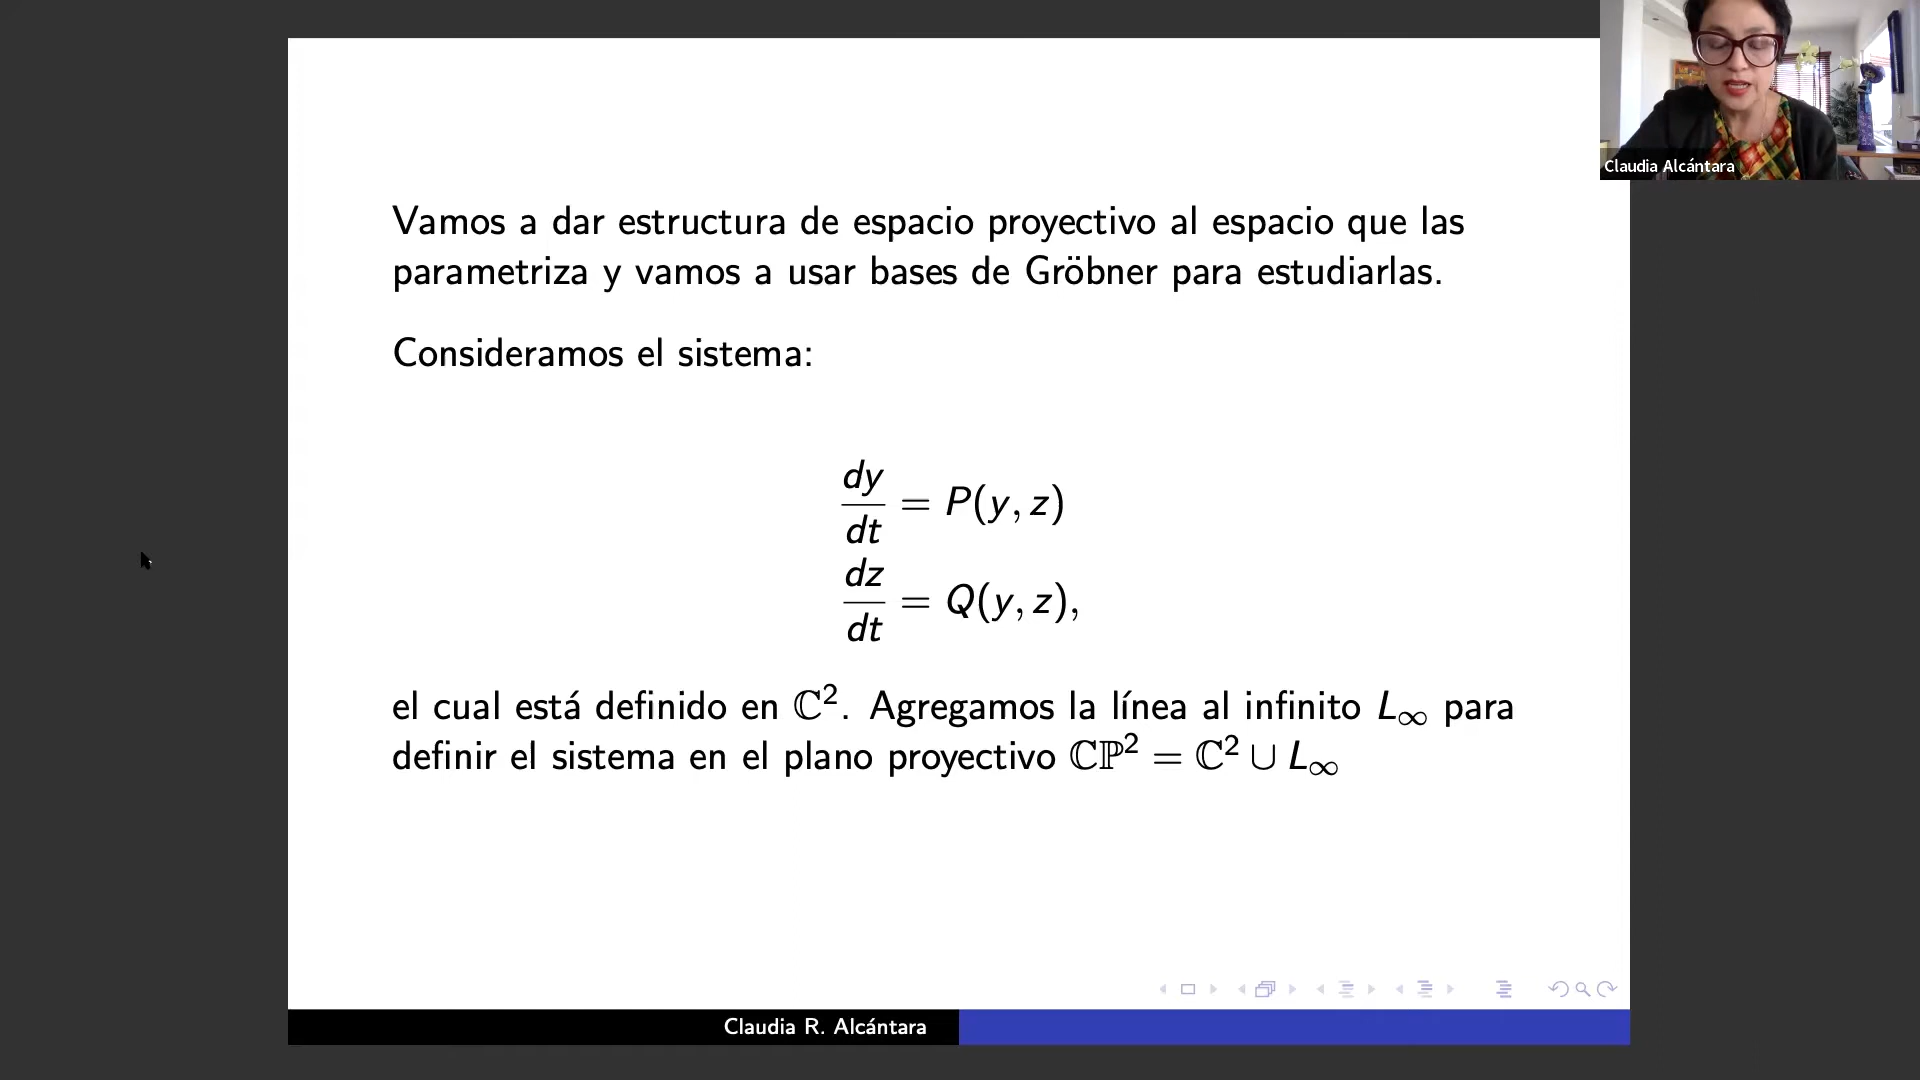 Claudia Alcántara
Vamos a dar estructura de espacio proyectivo al espacio que las
parametriza y vamos a usar bases de Gröbner para estudiarlas.
Consideramos el sistema:
dy/dt = P(y, z)
dz/dt = Q(y, z),
el cual está definido en ℂ². Agregamos la línea al infinito L∞ para
definir el sistema en el plano proyectivo ℂℙ² = ℂ² ∪ L∞
Claudia R. Alcántara